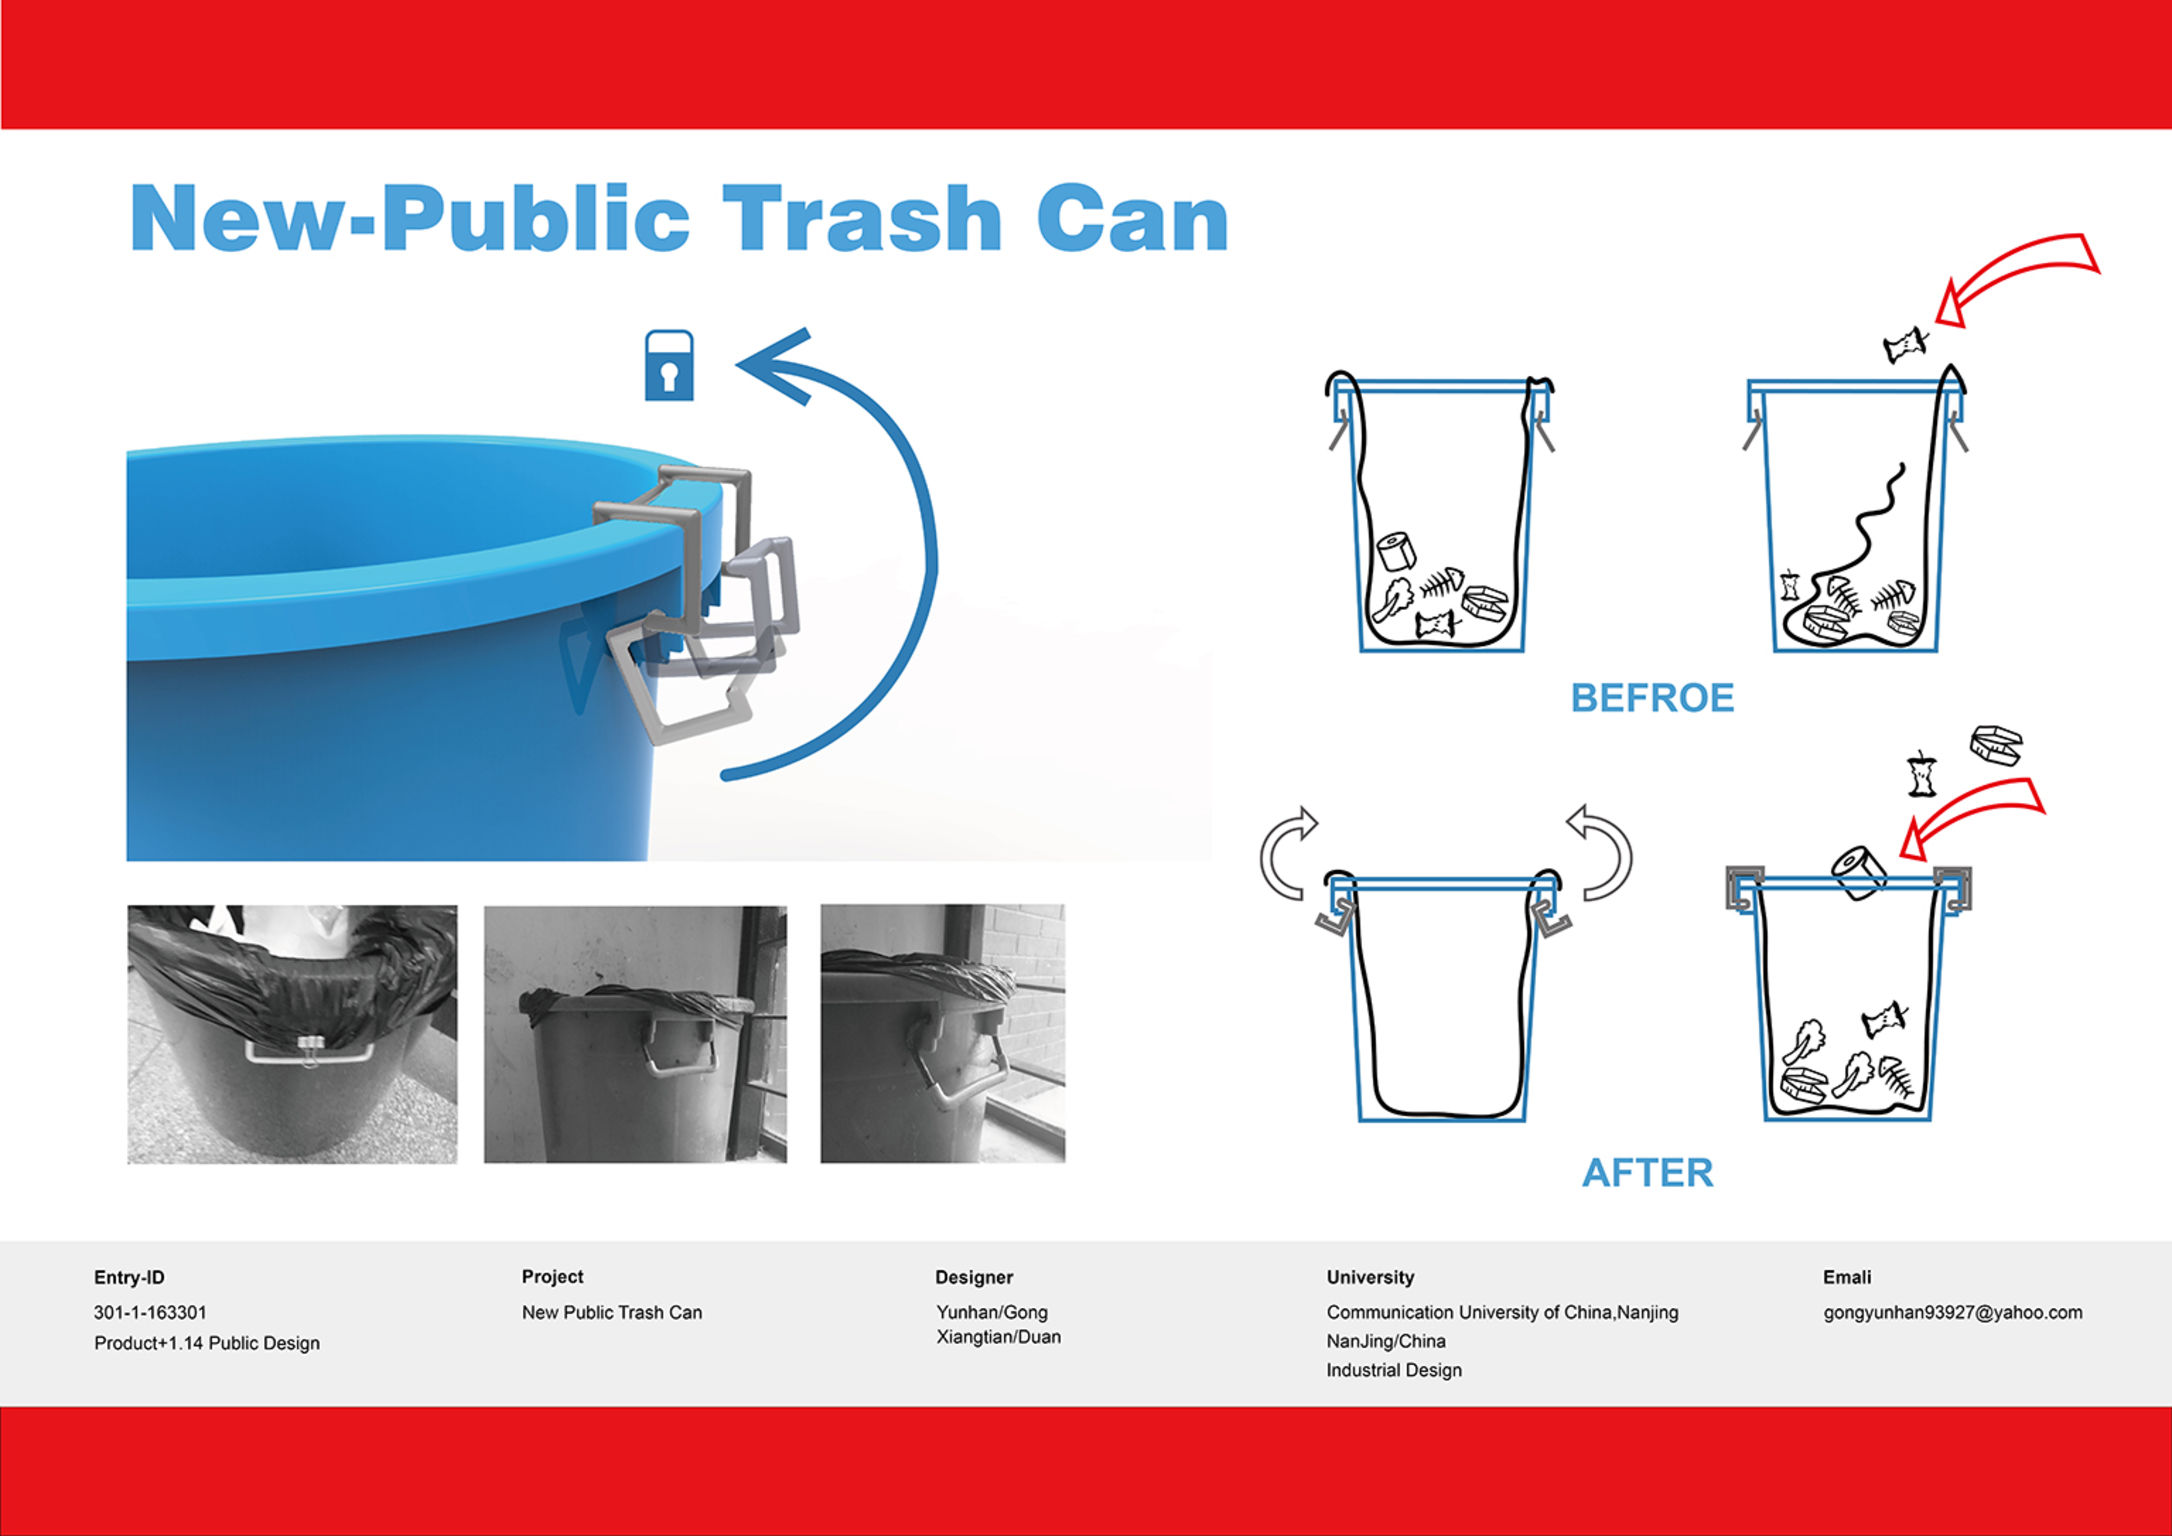 New-Public Trash Can
BEFROE
AFTER
Entry-ID
301-1-163301
Product+1.14 Public Design
Project
New Public Trash Can
Designer
Yunhan/Gong
Xiangtian/Duan
University
Communication University of China,Nanjing
NanJing/China
Industrial Design
Emali
gongyunhan93927@yahoo.com